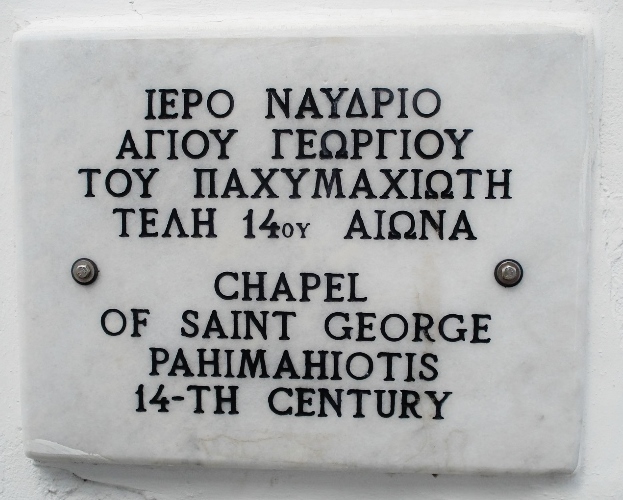 ΙΕΡΟ ΝΑΥΔΡΙΟ
ΑΓΙΟΥ ΓΕΩΡΓΙΟΥ
ΤΟΥ ΠΑΧΥΜΑΧΙΩΤΗ
ΤΕΛΗ 14ΟΥ ΑΙΩΝΑ
CHAPEL
OF SAINT GEORGE
PAHIMAHIOTIS
14-TH CENTURY